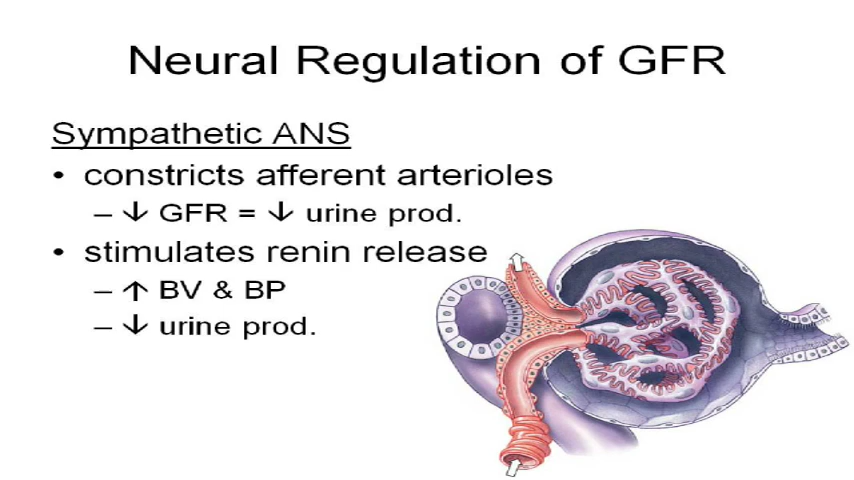 Neural Regulation of GFR
Sympathetic ANS
• constricts afferent arterioles
– ↓ GFR = ↓ urine prod.
• stimulates renin release
– ↑ BV & BP
– ↓ urine prod.